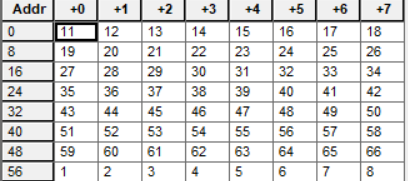 Addr +0 +1 +2 +3 +4 +5 +6 +7
0 11 12 13 14 15 16 17 18
8 19 20 21 22 23 24 25 26
16 27 28 29 30 31 32 33 34
24 35 36 37 38 39 40 41 42
32 43 44 45 46 47 48 49 50
40 51 52 53 54 55 56 57 58
48 59 60 61 62 63 64 65 66
56 1 2 3 4 5 6 7 8